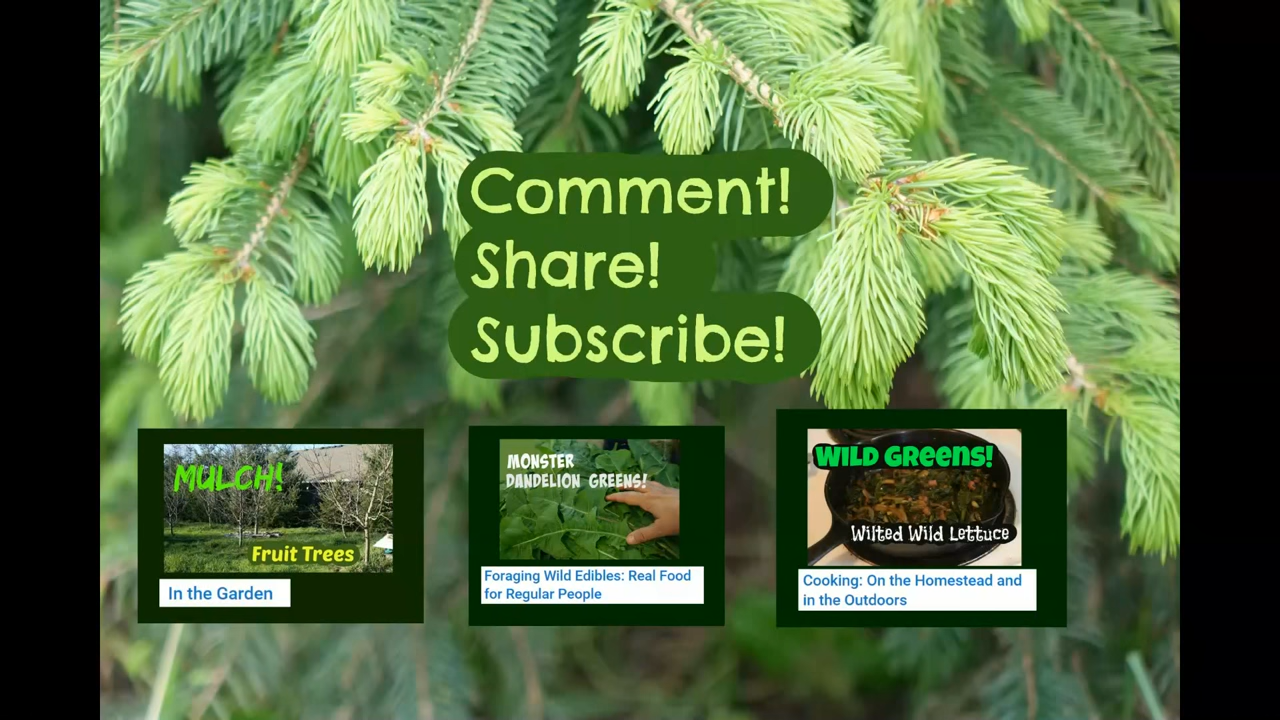 Comment!
Share!
Subscribe!
MULCH!
Fruit Trees
In the Garden
MONSTER
DANDELION GREENS!
Foraging Wild Edibles: Real Food
for Regular People
WILD GREENS!
Wilted Wild Lettuce
Cooking: On the Homestead and
in the Outdoors